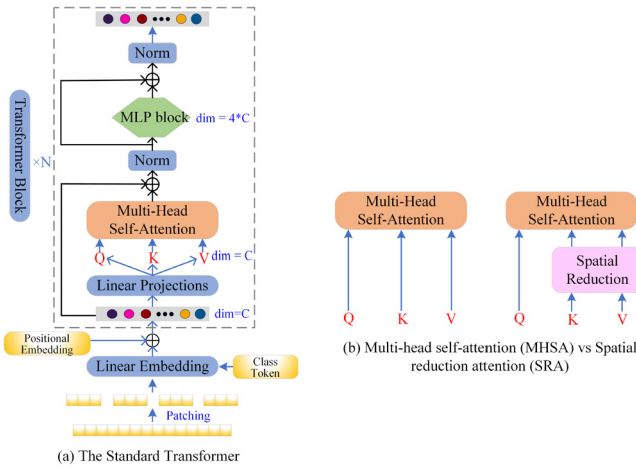 Norm
MLP block
dim = 4*C
Transformer Block
×N
Norm
Multi-Head
Self-Attention
Q K V
dim = C
Linear Projections
dim=C
Positional
Embedding
Linear Embedding
Class
Token
Patching
(a) The Standard Transformer
Multi-Head
Self-Attention
Q K V
Multi-Head
Self-Attention
Spatial
Reduction
Q K V
(b) Multi-head self-attention (MHSA) vs Spatial
reduction attention (SRA)